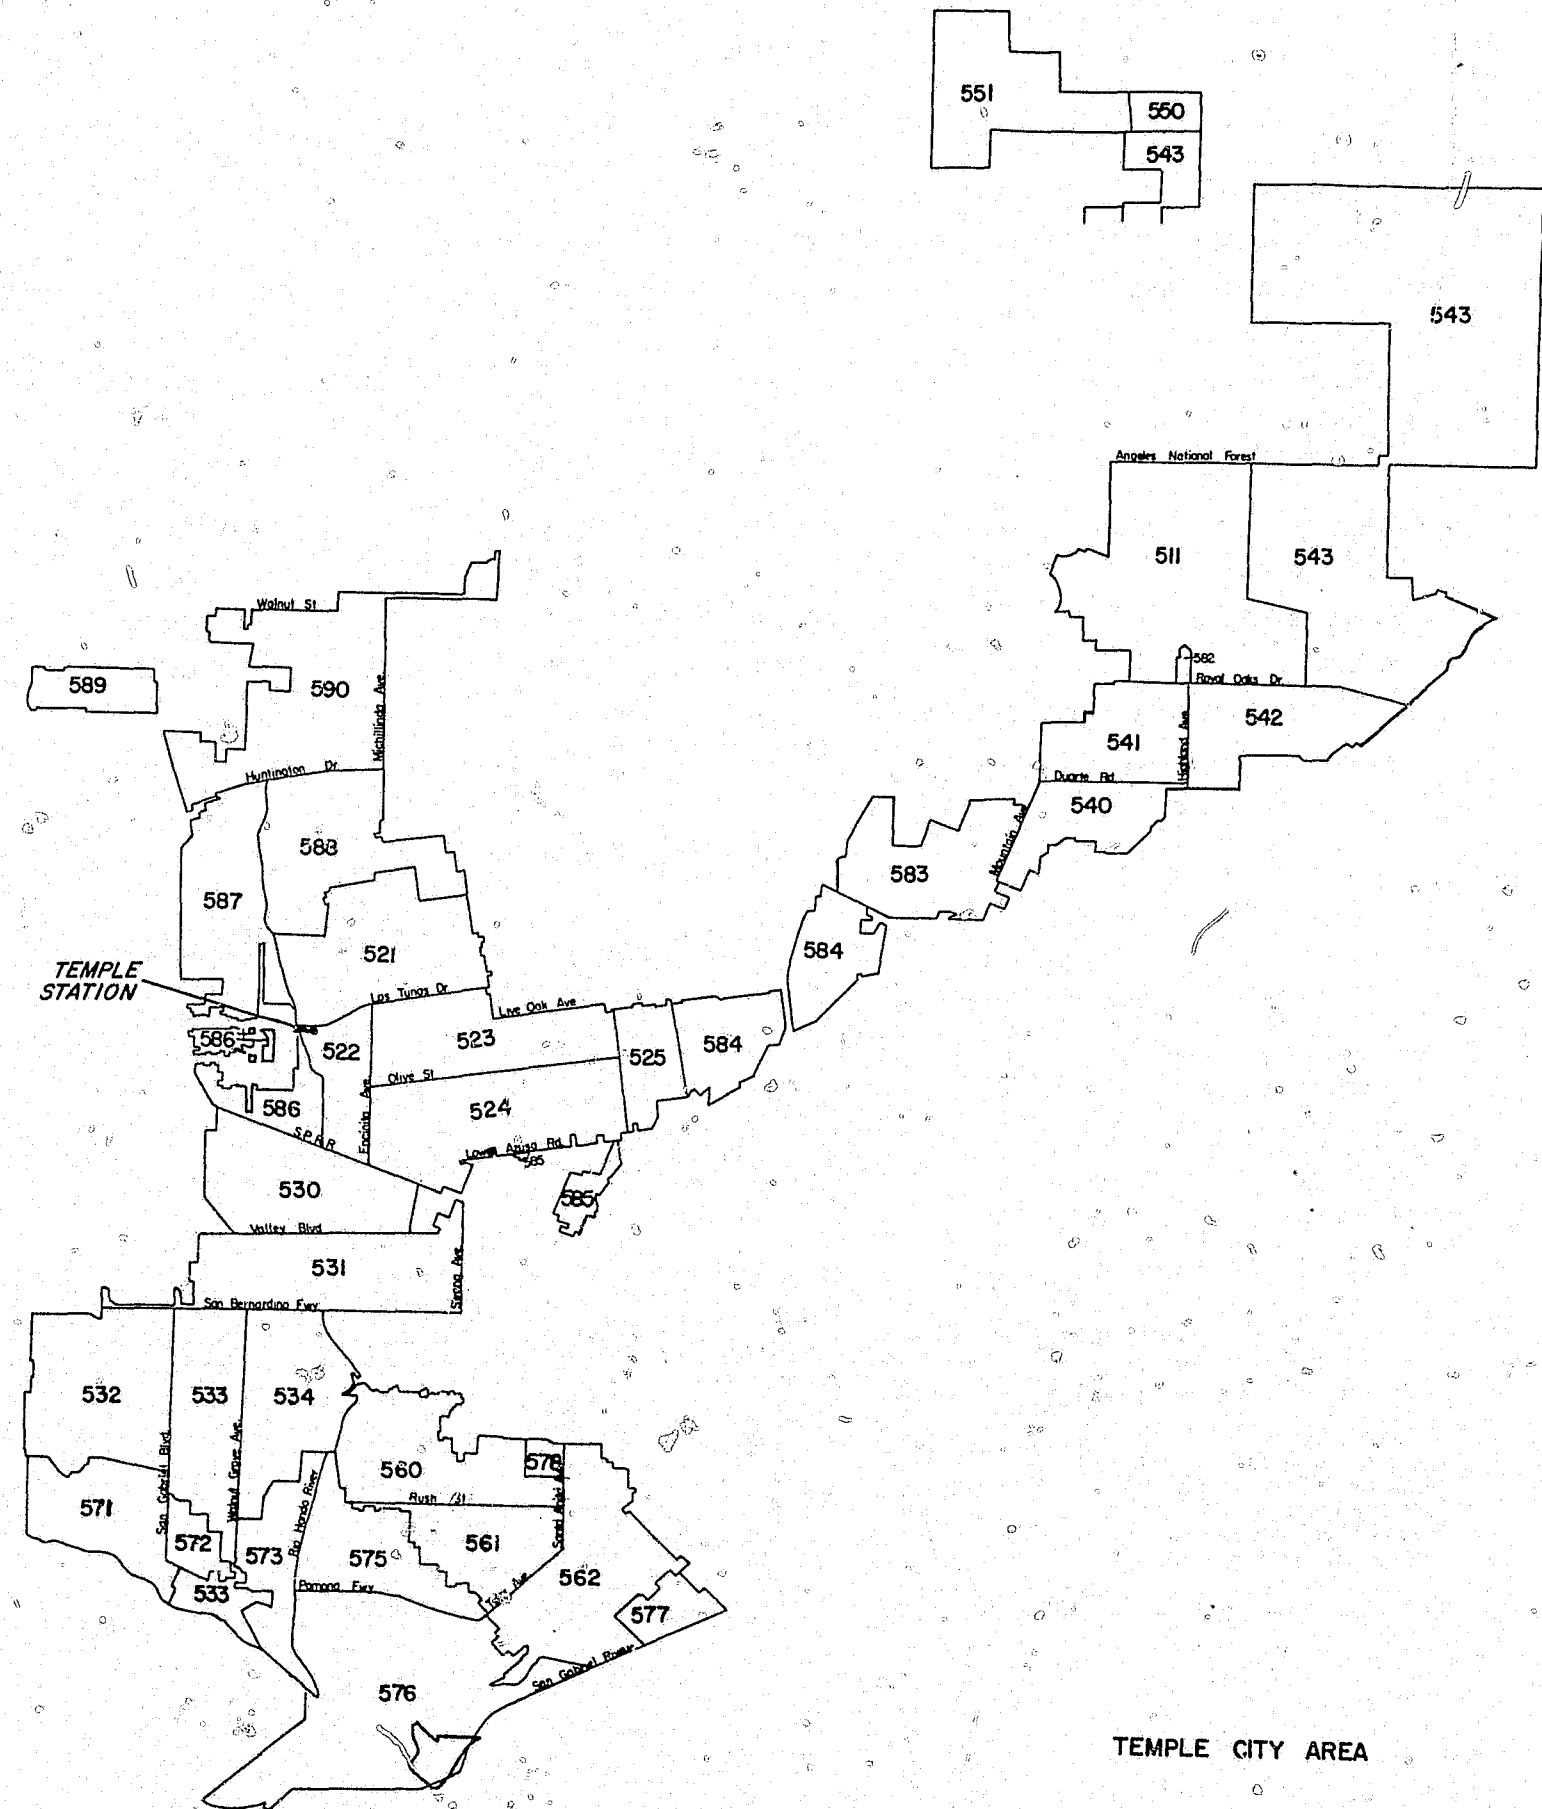 551
550
543
543
Angeles National Forest
511
543
582
Royal Oaks Dr.
Walnut St
589
590
Michillinda Ave.
542
541
Highland Ave.
Huntington Dr.
Duarte Rd.
540
Mountain Ave
588
583
587
521
584
TEMPLE
STATION
Las Tunas Dr.
Live Oak Ave
586
522
523
525
584
Olive St
Encinita Ave
586
524
S.P.R.R.
Lower Azusa Rd.
585
530
585
Valley Blvd
531
Sirrano Ave.
San Bernardino Fwy
532
533
534
San Gabriel Blvd.
Walnut Grove Ave.
560
578
571
Rush St
Rio Hondo River
572
573
575
561
562
533
Pomona Fwy
577
San Gabriel River
576
TEMPLE CITY AREA